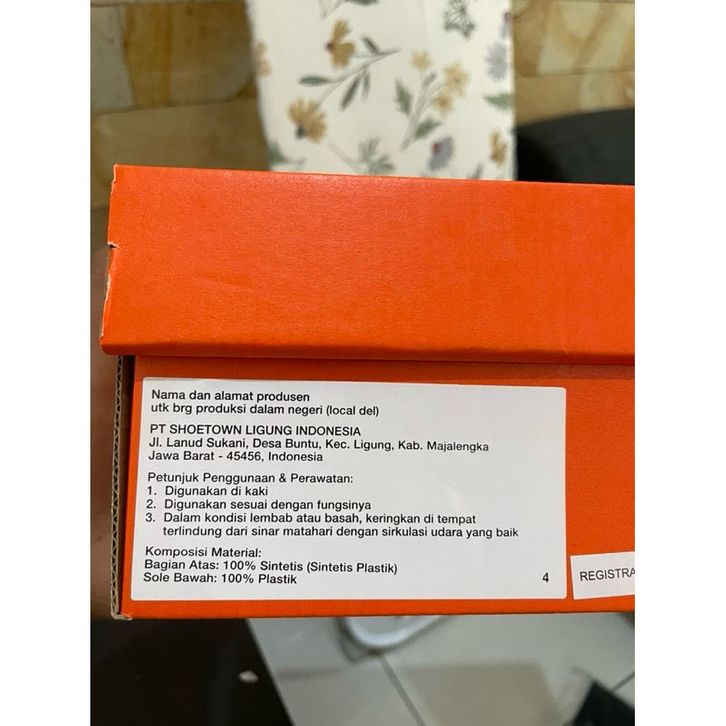 Nama dan alamat produsen
utk brg produksi dalam negeri (local del)
PT SHOETOWN LIGUNG INDONESIA
Jl. Lanud Sukani, Desa Buntu, Kec. Ligung, Kab. Majalengka
Jawa Barat - 45456, Indonesia
Petunjuk Penggunaan & Perawatan:
1. Digunakan di kaki
2. Digunakan sesuai dengan fungsinya
3. Dalam kondisi lembab atau basah, keringkan di tempat
terlindung dari sinar matahari dengan sirkulasi udara yang baik
Komposisi Material:
Bagian Atas: 100% Sintetis (Sintetis Plastik)
Sole Bawah: 100% Plastik
4
REGISTRA